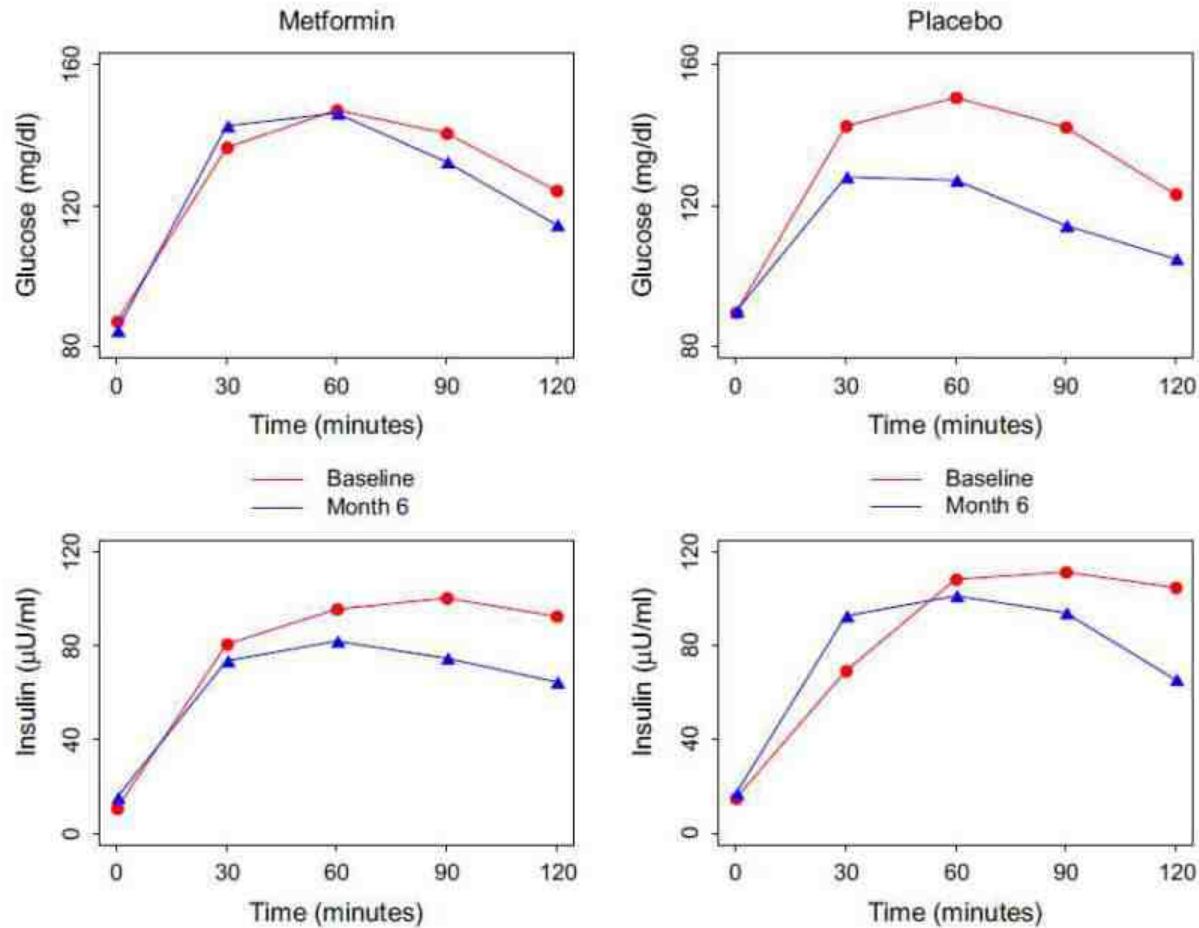 Metformin
Placebo
Glucose (mg/dl)
80 120 160
0 30 60 90 120
Time (minutes)
Glucose (mg/dl)
80 120 160
0 30 60 90 120
Time (minutes)
Baseline
Month 6
Baseline
Month 6
Insulin (µU/ml)
0 40 80 120
0 30 60 90 120
Time (minutes)
Insulin (µU/ml)
0 40 80 120
0 30 60 90 120
Time (minutes)